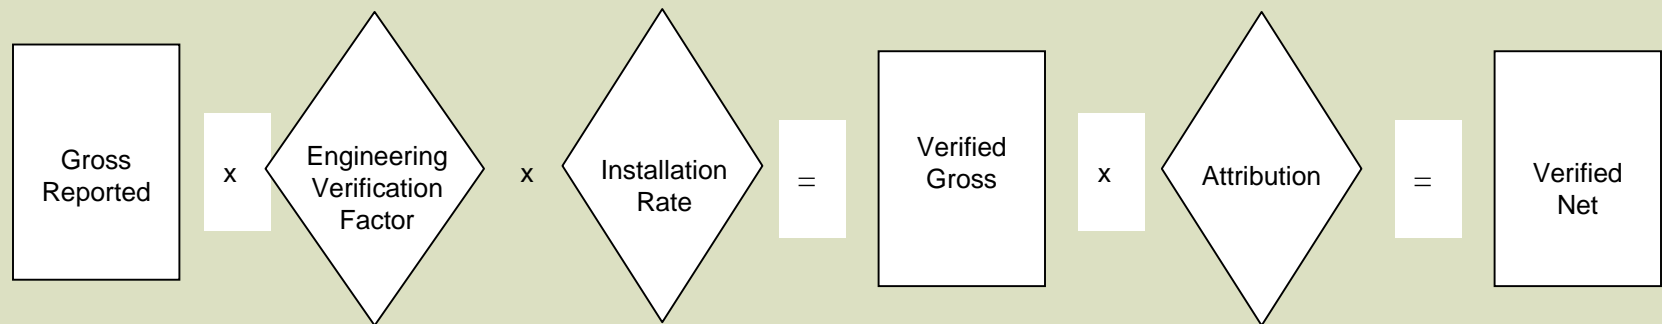 Gross
Reported
x
Engineering
Verification
Factor
x
Installation
Rate
=
Verified
Gross
x
Attribution
=
Verified
Net